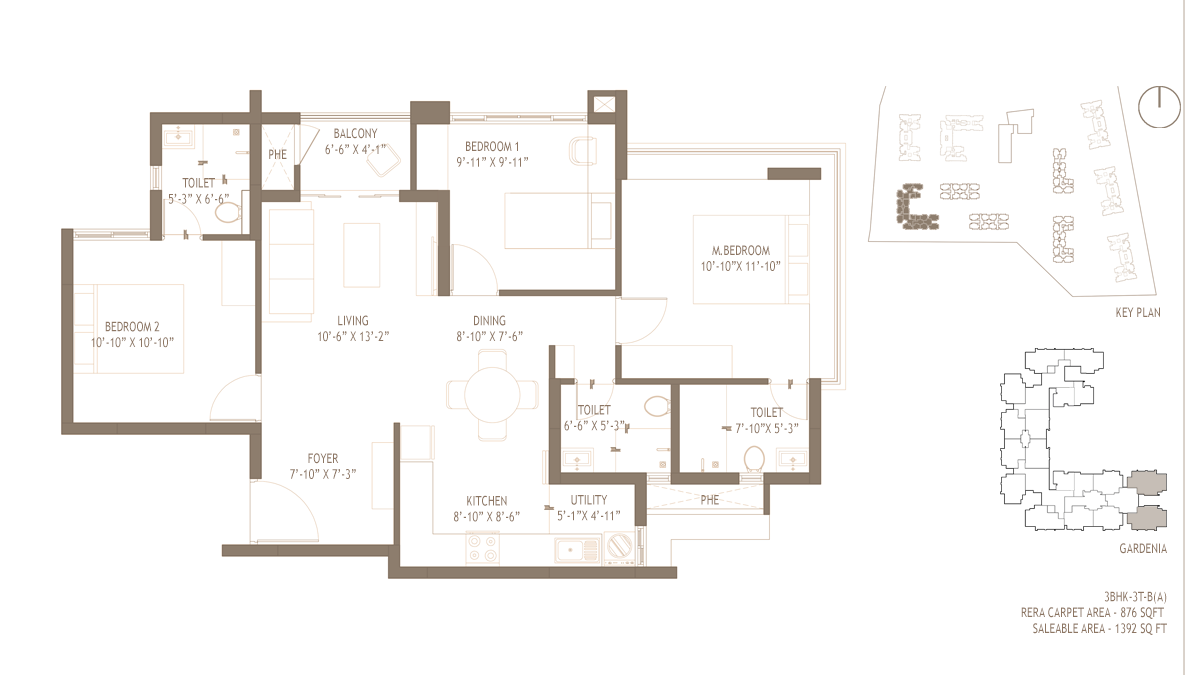 BALCONY
6'-6" X 4'-1"
PHE
BEDROOM 1
9'-11" X 9'-11"
TOILET
5'-3" X 6'-6"
M.BEDROOM
10'-10"X 11'-10"
BEDROOM 2
10'-10" X 10'-10"
LIVING
10'-6" X 13'-2"
DINING
8'-10" X 7'-6"
TOILET
6'-6" X 5'-3"
TOILET
7'-10"X 5'-3"
FOYER
7'-10" X 7'-3"
KITCHEN
8'-10" X 8'-6"
UTILITY
5'-1"X 4'-11"
PHE
KEY PLAN
GARDENIA
3BHK-3T-B(A)
RERA CARPET AREA - 876 SQFT
SALEABLE AREA - 1392 SQ FT